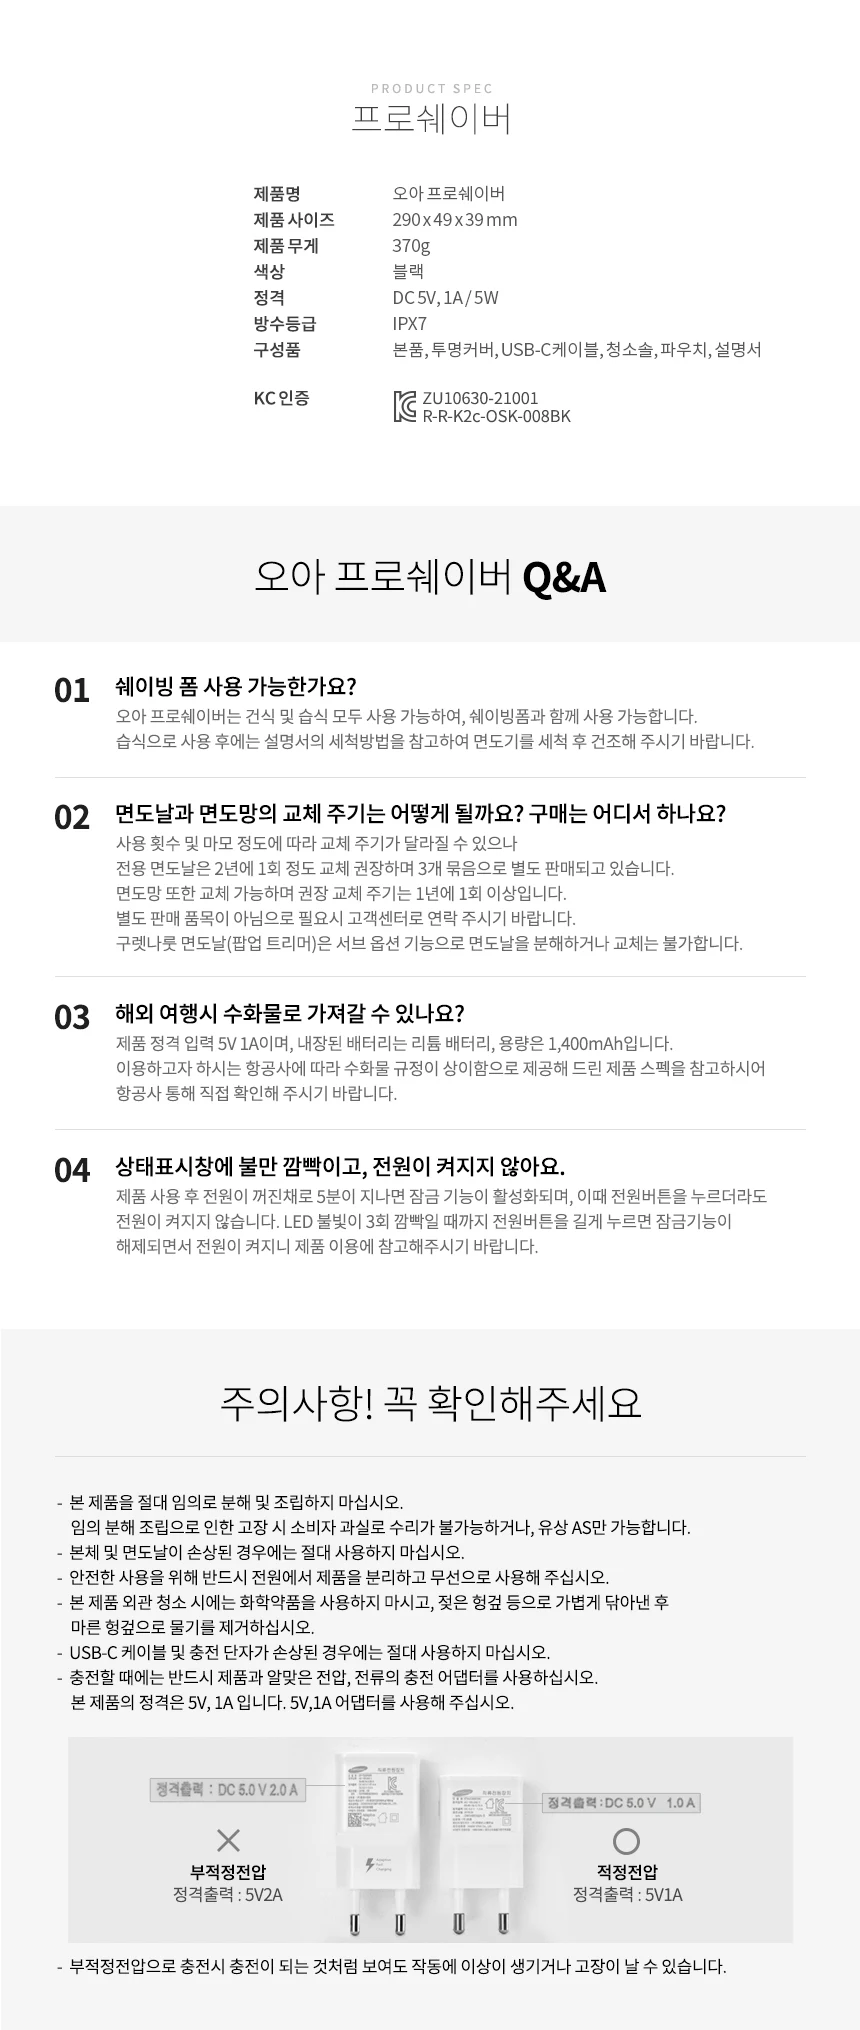 PRODUCT SPEC
프로쉐이버
제품명 오아 프로쉐이버
제품 사이즈 290 x 49 x 39 mm
제품 무게 370g
색상 블랙
정격 DC 5V, 1A / 5W
방수등급 IPX7
구성품 본품, 투명커버, USB-C케이블, 청소솔, 파우치, 설명서
KC 인증 ZU10630-21001
R-R-K2c-OSK-008BK
오아 프로쉐이버 Q&A
01 쉐이빙 폼 사용 가능한가요?
오아 프로쉐이버는 건식 및 습식 모두 사용 가능하여, 쉐이빙폼과 함께 사용 가능합니다.
습식으로 사용 후에는 설명서의 세척방법을 참고하여 면도기를 세척 후 건조해 주시기 바랍니다.
02 면도날과 면도망의 교체 주기는 어떻게 될까요? 구매는 어디서 하나요?
사용 횟수 및 마모 정도에 따라 교체 주기가 달라질 수 있으나
전용 면도날은 2년에 1회 정도 교체 권장하며 3개 묶음으로 별도 판매되고 있습니다.
면도망 또한 교체 가능하며 권장 교체 주기는 1년에 1회 이상입니다.
별도 판매 품목이 아님으로 필요시 고객센터로 연락 주시기 바랍니다.
구렛나룻 면도날(팝업 트리머)은 서브 옵션 기능으로 면도날을 분해하거나 교체는 불가합니다.
03 해외 여행시 수화물로 가져갈 수 있나요?
제품 정격 입력 5V 1A이며, 내장된 배터리는 리튬 배터리, 용량은 1,400mAh입니다.
이용하고자 하시는 항공사에 따라 수화물 규정이 상이함으로 제공해 드린 제품 스펙을 참고하시어
항공사 통해 직접 확인해 주시기 바랍니다.
04 상태표시창에 불만 깜빡이고, 전원이 켜지지 않아요.
제품 사용 후 전원이 꺼진채로 5분이 지나면 잠금 기능이 활성화되며, 이때 전원버튼을 누르더라도
전원이 켜지지 않습니다. LED 불빛이 3회 깜빡일 때까지 전원버튼을 길게 누르면 잠금기능이
해제되면서 전원이 켜지니 제품 이용에 참고해주시기 바랍니다.
주의사항! 꼭 확인해주세요
- 본 제품을 절대 임의로 분해 및 조립하지 마십시오.
임의 분해 조립으로 인한 고장 시 소비자 과실로 수리가 불가능하거나, 유상 AS만 가능합니다.
- 본체 및 면도날이 손상된 경우에는 절대 사용하지 마십시오.
- 안전한 사용을 위해 반드시 전원에서 제품을 분리하고 무선으로 사용해 주십시오.
- 본 제품 외관 청소 시에는 화학약품을 사용하지 마시고, 젖은 헝겊 등으로 가볍게 닦아낸 후
마른 헝겊으로 물기를 제거하십시오.
- USB-C 케이블 및 충전 단자가 손상된 경우에는 절대 사용하지 마십시오.
- 충전할 때에는 반드시 제품과 알맞은 전압, 전류의 충전 어댑터를 사용하십시오.
본 제품의 정격은 5V, 1A 입니다. 5V,1A 어댑터를 사용해 주십시오.
정격출력 : DC 5.0 V 2.0 A
정격출력:DC 5.0 V 1.0 A
부적정전압
정격출력 : 5V2A
적정전압
정격출력 : 5V1A
- 부적정전압으로 충전시 충전이 되는 것처럼 보여도 작동에 이상이 생기거나 고장이 날 수 있습니다.